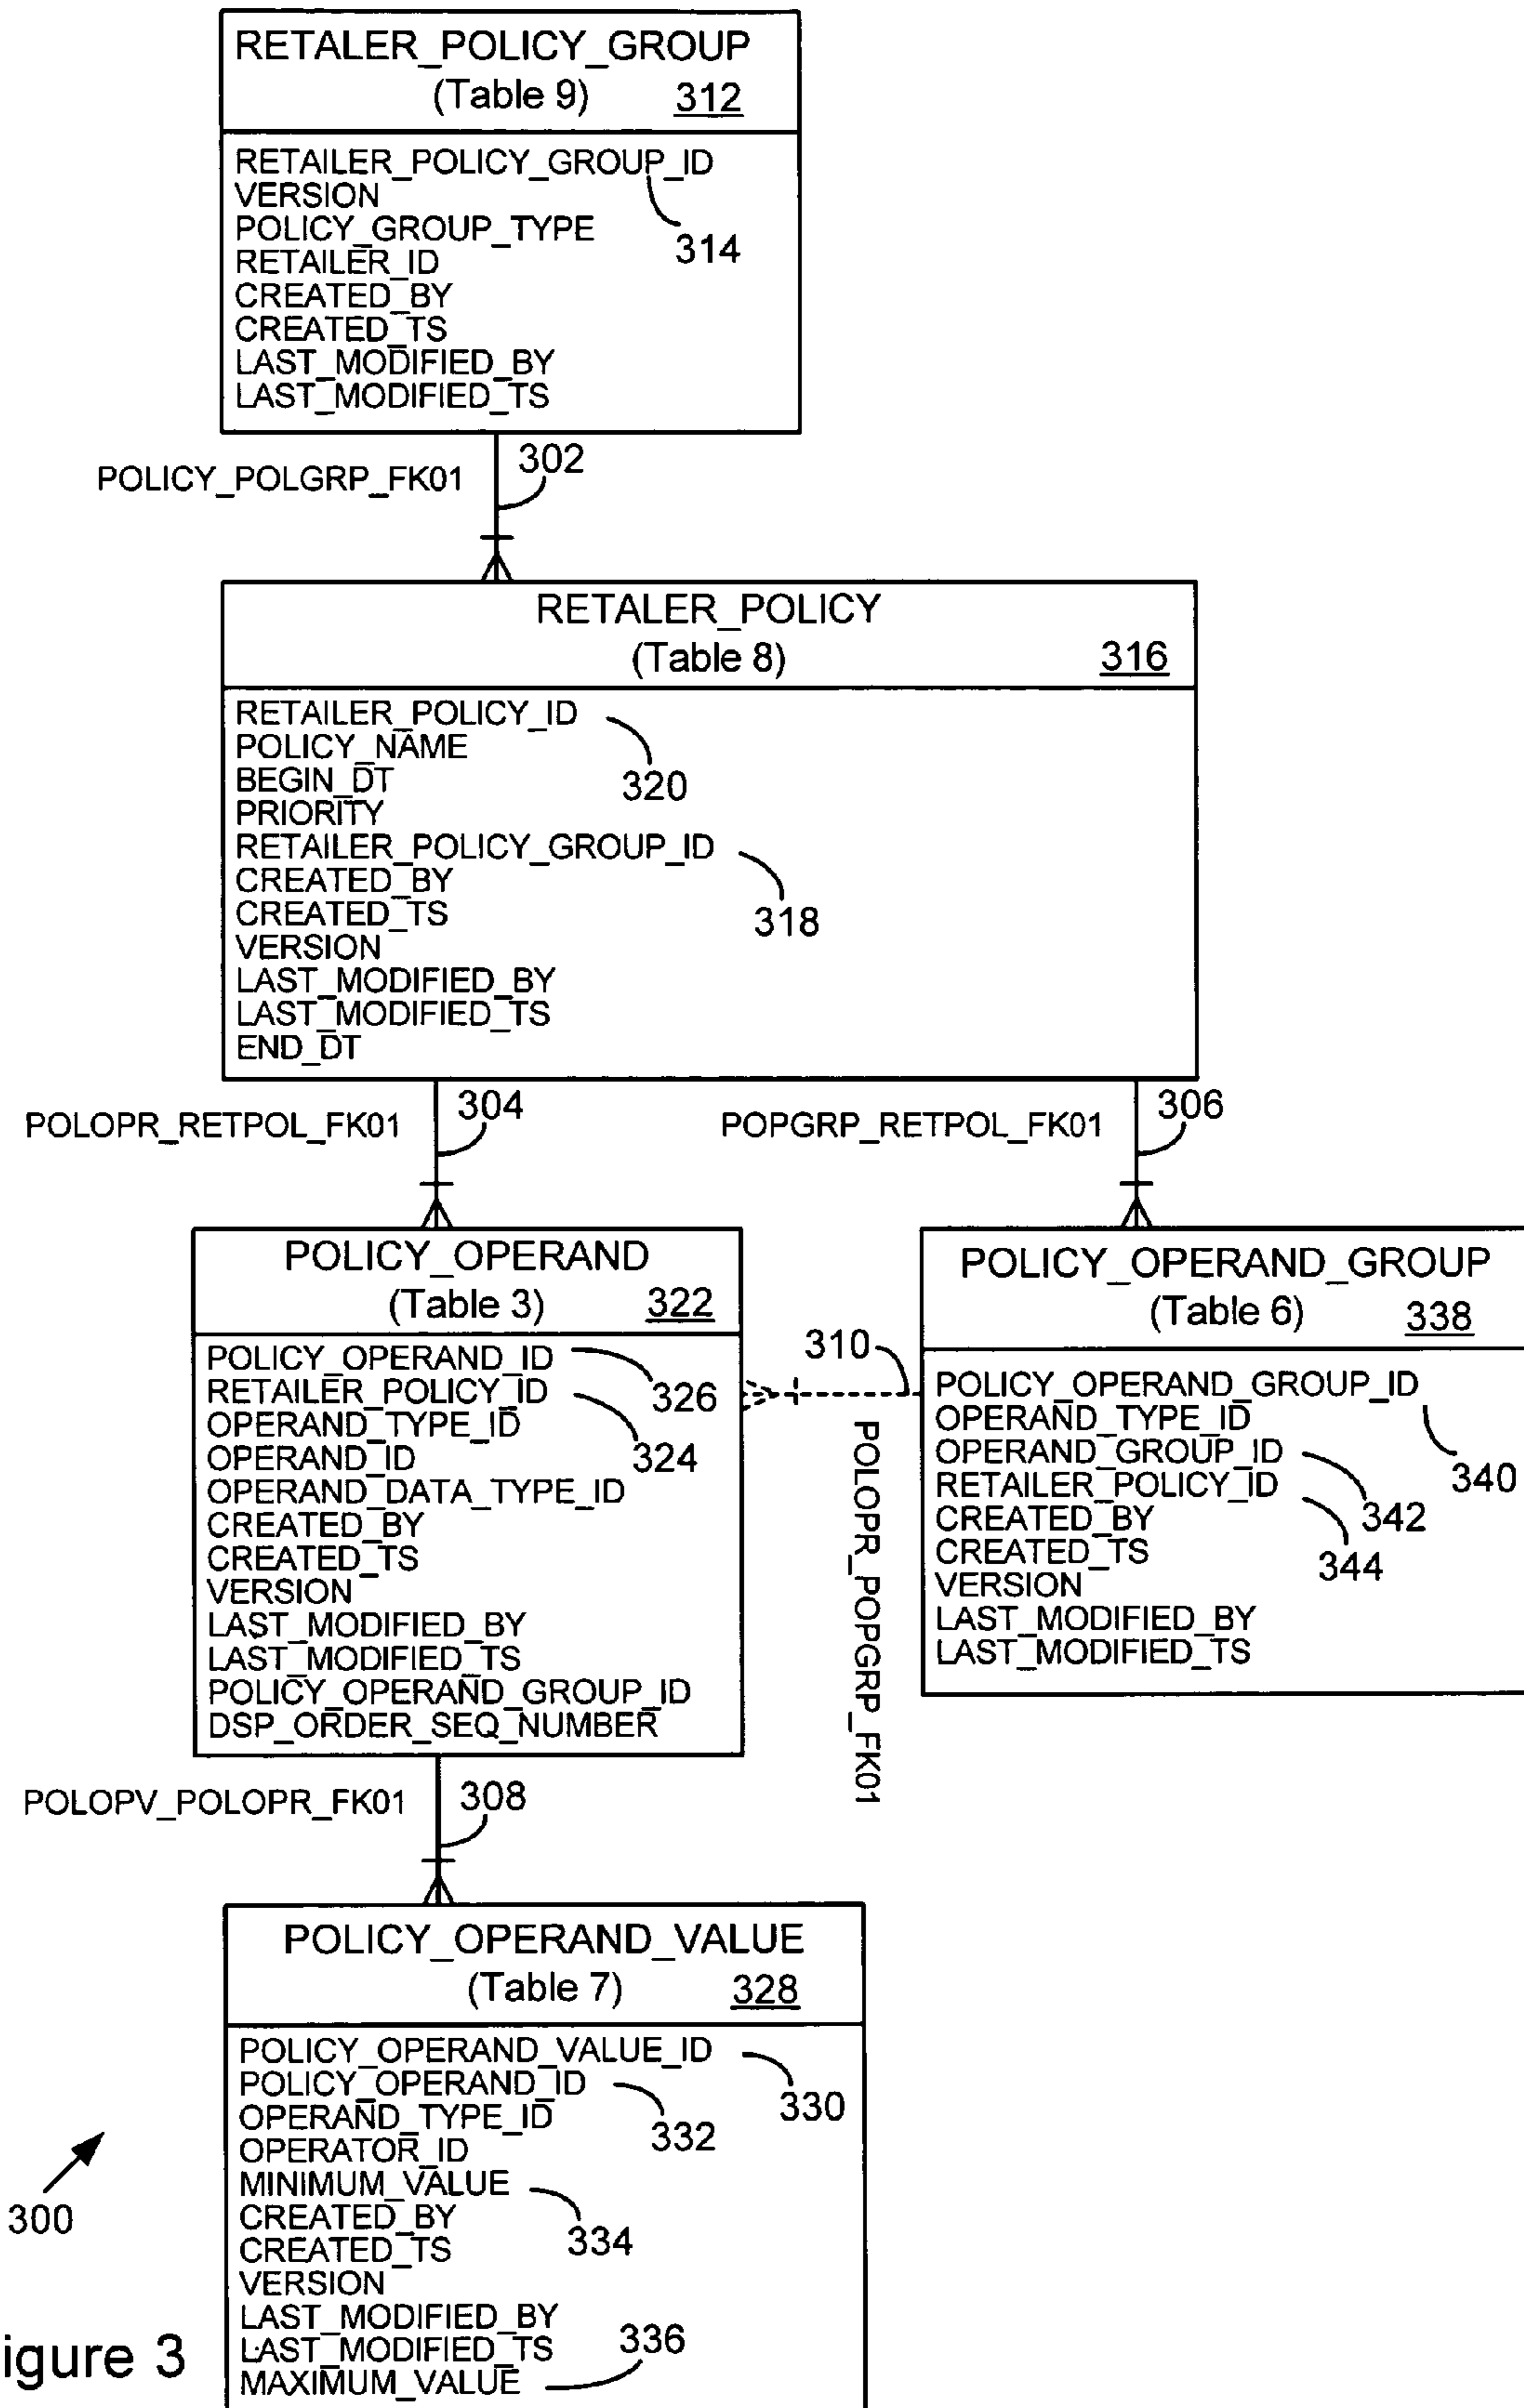 RETALER_POLICY_GROUP
(Table 9) 312
RETAILER_POLICY_GROUP_ID
VERSION
POLICY_GROUP_TYPE
314
RETAILER_ID
CREATED_BY
CREATED_TS
LAST_MODIFIED_BY
LAST_MODIFIED_TS
302
POLICY_POLGRP_FK01
RETALER_POLICY
(Table 8) 316
RETAILER_POLICY_ID
POLICY_NAME
BEGIN_DT
320
PRIORITY
RETAILER_POLICY_GROUP_ID
CREATED_BY
CREATED_TS
318
VERSION
LAST_MODIFIED_BY
LAST_MODIFIED_TS
END_DT
POLOPR_RETPOL_FK01
304
POPGRP_RETPOL_FK01
306
POLICY_OPERAND
(Table 3) 322
POLICY_OPERAND_ID
326
RETAILER_POLICY_ID
324
OPERAND_TYPE_ID
OPERAND_ID
OPERAND_DATA_TYPE_ID
CREATED_BY
CREATED_TS
VERSION
LAST_MODIFIED_BY
LAST_MODIFIED_TS
POLICY_OPERAND_GROUP_ID
DSP_ORDER_SEQ_NUMBER
310
POLOPR_POPGRP_FK01
POLICY_OPERAND_GROUP
(Table 6) 338
POLICY_OPERAND_GROUP_ID
OPERAND_TYPE_ID
OPERAND_GROUP_ID
340
RETAILER_POLICY_ID
342
CREATED_BY
CREATED_TS
344
VERSION
LAST_MODIFIED_BY
LAST_MODIFIED_TS
POLOPV_POLOPR_FK01
308
POLICY_OPERAND_VALUE
(Table 7) 328
POLICY_OPERAND_VALUE_ID
330
POLICY_OPERAND_ID
332
OPERAND_TYPE_ID
OPERATOR_ID
MINIMUM_VALUE
334
CREATED_BY
CREATED_TS
VERSION
LAST_MODIFIED_BY
LAST_MODIFIED_TS
336
MAXIMUM_VALUE
300
igure 3